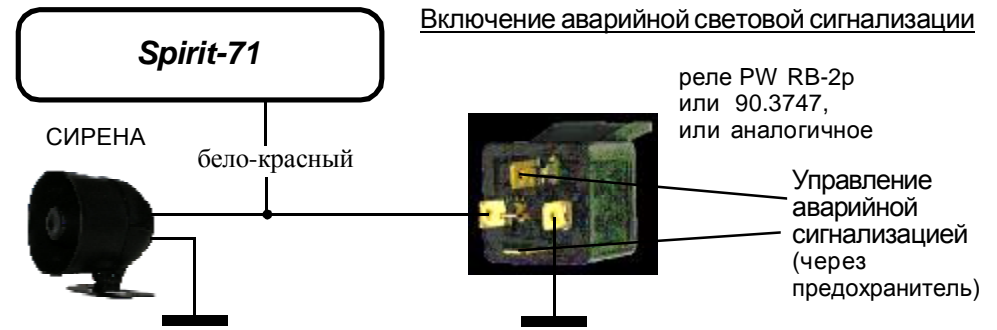 Включение аварийной световой сигнализации
Spirit-71
реле PW RB-2р
или 90.3747,
или аналогичное
СИРЕНА
бело-красный
Управление
аварийной
сигнализацией
(через
предохранитель)